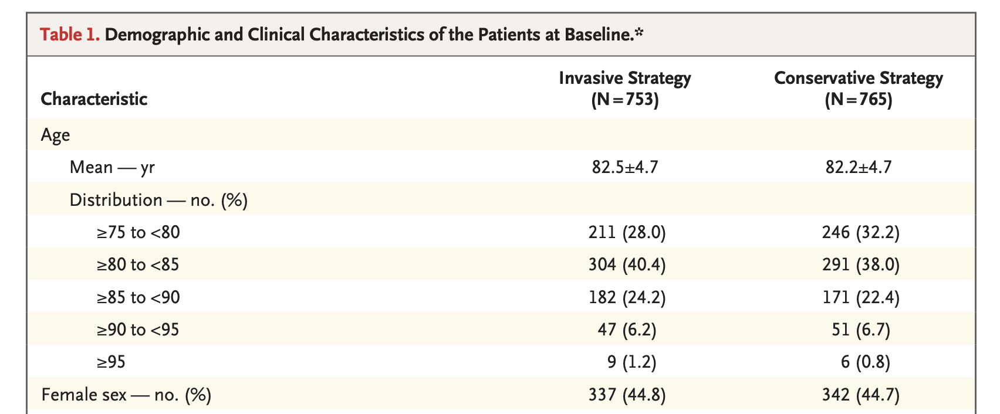 Table 1. Demographic and Clinical Characteristics of the Patients at Baseline.*
Characteristic Invasive Strategy (N=753) Conservative Strategy (N=765)
Age
Mean — yr 82.5±4.7 82.2±4.7
Distribution — no. (%)
≥75 to <80 211 (28.0) 246 (32.2)
≥80 to <85 304 (40.4) 291 (38.0)
≥85 to <90 182 (24.2) 171 (22.4)
≥90 to <95 47 (6.2) 51 (6.7)
≥95 9 (1.2) 6 (0.8)
Female sex — no. (%) 337 (44.8) 342 (44.7)